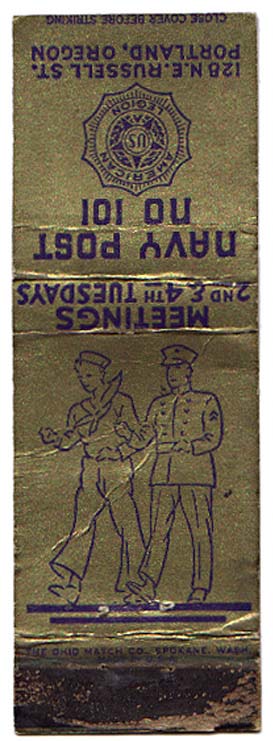 MEETINGS
2ND & 4TH TUESDAYS
NAVY POST
NO 101
AMERICAN
LEGION
US
128 N.E. RUSSELL ST.
PORTLAND, OREGON
CLOSE COVER BEFORE STRIKING
THE OHIO MATCH CO., SPOKANE, WASH.